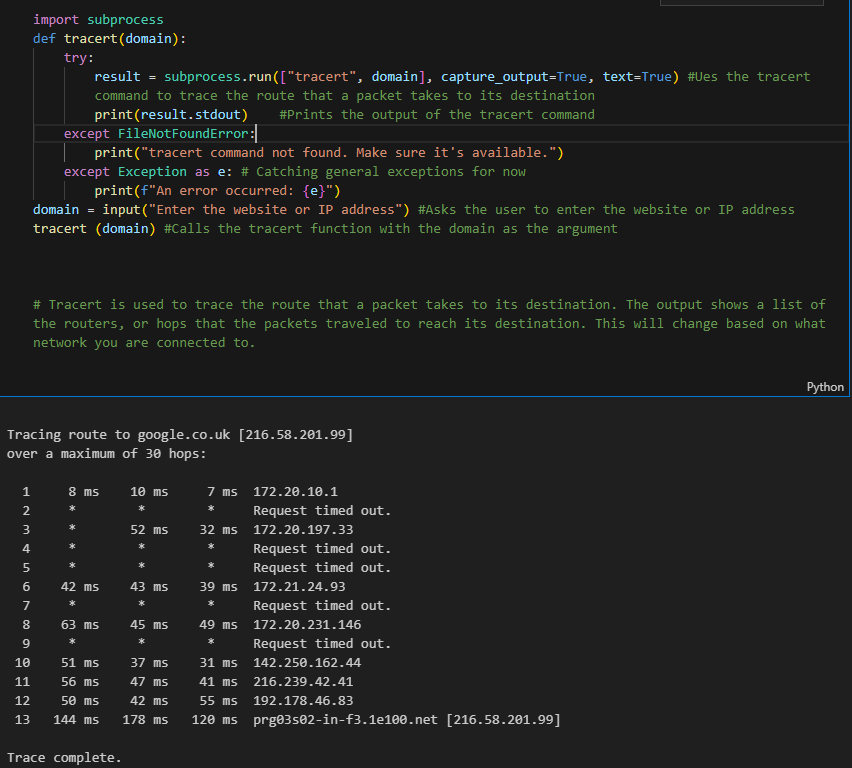 import subprocess
def tracert(domain):
    try:
        result = subprocess.run(["tracert", domain], capture_output=True, text=True) #Ues the tracert
        command to trace the route that a packet takes to its destination
        print(result.stdout)    #Prints the output of the tracert command
    except FileNotFoundError:
        print("tracert command not found. Make sure it's available.")
    except Exception as e: # Catching general exceptions for now
        print(f"An error occurred: {e}")
domain = input("Enter the website or IP address") #Asks the user to enter the website or IP address
tracert (domain) #Calls the tracert function with the domain as the argument
# Tracert is used to trace the route that a packet takes to its destination. The output shows a list of
the routers, or hops that the packets traveled to reach its destination. This will change based on what
network you are connected to.
Python
Tracing route to google.co.uk [216.58.201.99]
over a maximum of 30 hops:
  1     8 ms    10 ms     7 ms  172.20.10.1
  2     *        *        *     Request timed out.
  3     *       52 ms    32 ms  172.20.197.33
  4     *        *        *     Request timed out.
  5     *        *        *     Request timed out.
  6    42 ms    43 ms    39 ms  172.21.24.93
  7     *        *        *     Request timed out.
  8    63 ms    45 ms    49 ms  172.20.231.146
  9     *        *        *     Request timed out.
 10    51 ms    37 ms    31 ms  142.250.162.44
 11    56 ms    47 ms    41 ms  216.239.42.41
 12    50 ms    42 ms    55 ms  192.178.46.83
 13   144 ms   178 ms   120 ms  prg03s02-in-f3.1e100.net [216.58.201.99]
Trace complete.